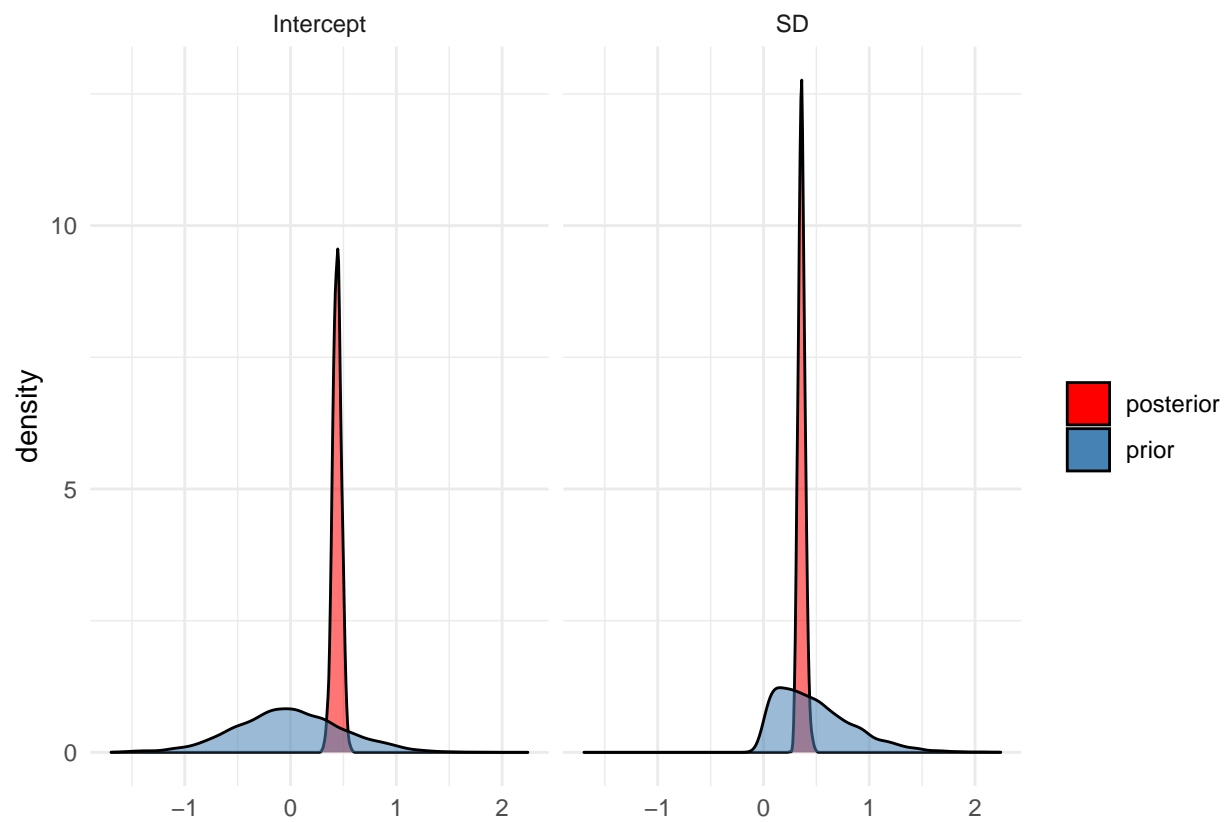 Intercept SD
10
5
0
density
−1 0 1 2 −1 0 1 2
posterior
prior